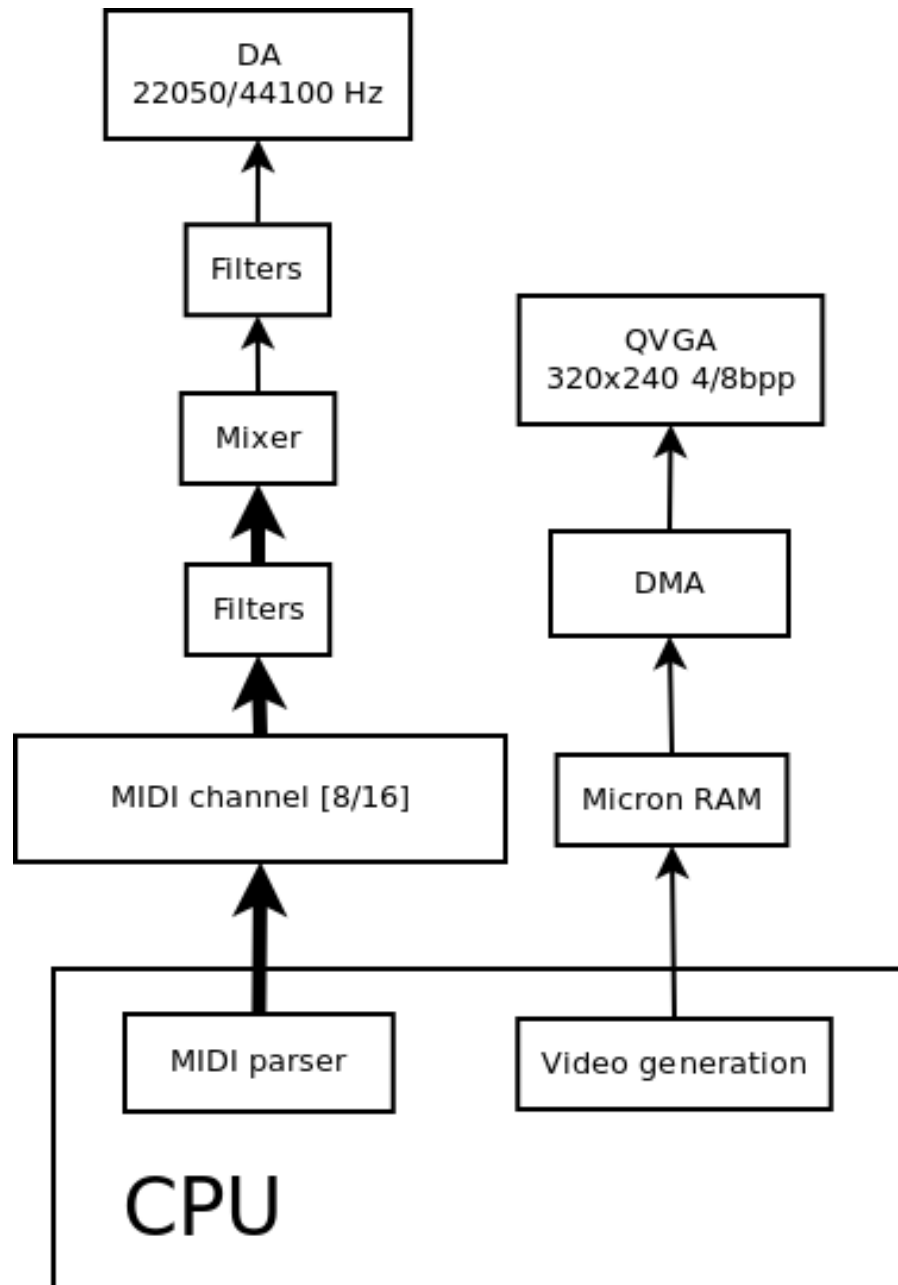 DA
22050/44100 Hz
Filters
Mixer
Filters
MIDI channel [8/16]
MIDI parser
QVGA
320x240 4/8bpp
DMA
Micron RAM
Video generation
CPU